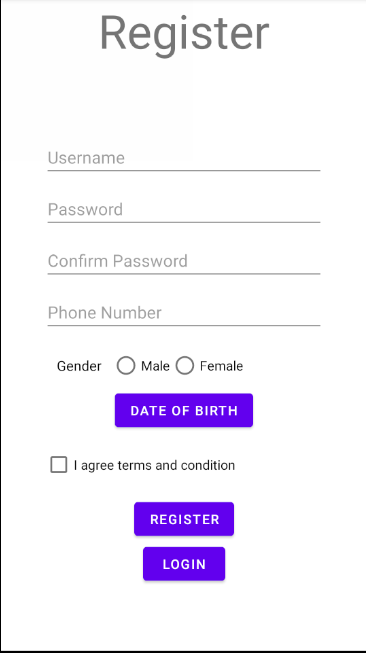 Register
Username
Password
Confirm Password
Phone Number
Gender Male Female
DATE OF BIRTH
I agree terms and condition
REGISTER
LOGIN